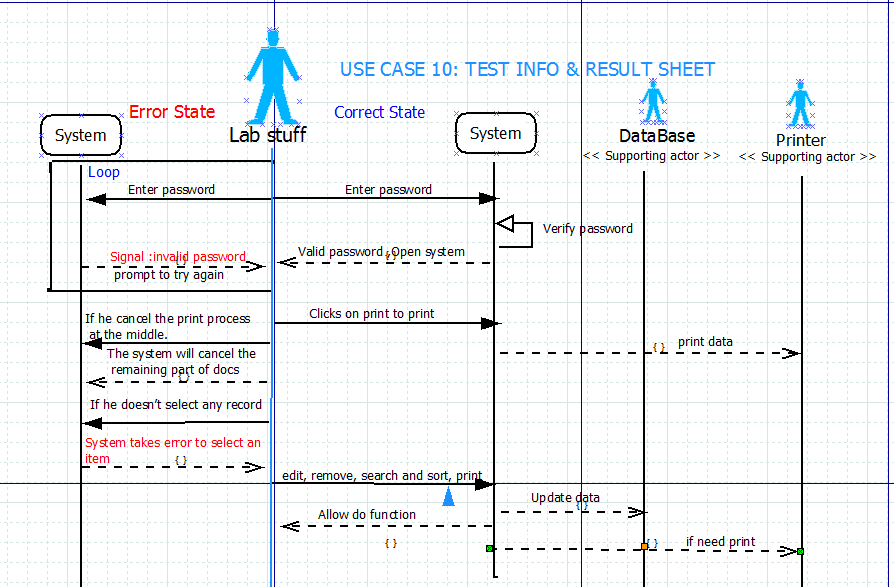 USE CASE 10: TEST INFO & RESULT SHEET
Error State
Correct State
System
Lab stuff
System
DataBase
<< Supporting actor >>
Printer
<< Supporting actor >>
Loop
Enter password
Enter password
Verify password
Signal :invalid password
{ }
prompt to try again
Valid password ,Open system
{ }
If he cancel the print process
at the middle.
Clicks on print to print
The system will cancel the
remaining part of docs
{ }
{ }
print data
If he doesn't select any record
System takes error to select an
item
{ }
edit, remove, search and sort, print
Update data
{ }
Allow do function
{ }
{ }
if need print